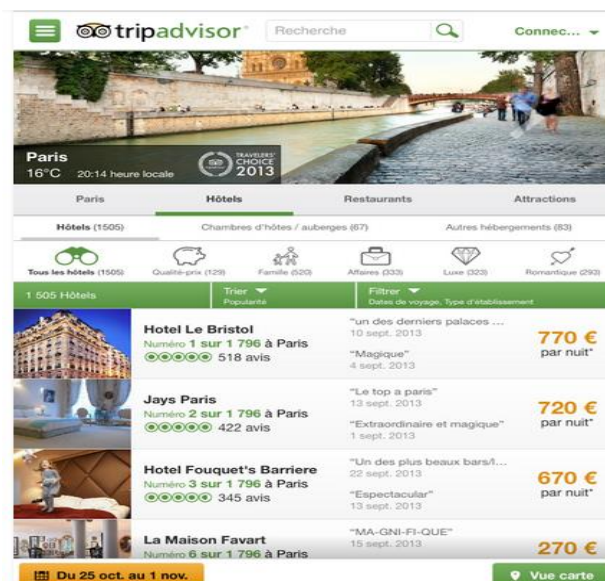 tripadvisor®
Recherche
Connec...
Paris
16°C 20:14 heure locale
TRAVELERS' CHOICE 2013
Paris Hôtels Restaurants Attractions
Hôtels (1505) Chambres d'hôtes / auberges (67) Autres hébergements (83)
Tous les hôtels (1505) Qualité-prix (129) Famille (520) Affaires (333) Luxe (323) Romantique (293)
1 505 Hôtels
Trier
Popularité
Filtrer
Dates de voyage, Type d'établissement
Hotel Le Bristol
Numéro 1 sur 1 796 à Paris
518 avis
"un des derniers palaces ...
10 sept. 2013
"Magique"
4 sept. 2013
770 €
par nuit*
Jays Paris
Numéro 2 sur 1 796 à Paris
422 avis
"Le top a paris"
13 sept. 2013
"Extraordinaire et magique"
1 sept. 2013
720 €
par nuit*
Hotel Fouquet's Barriere
Numéro 3 sur 1 796 à Paris
345 avis
"Un des plus beaux bars/l...
22 sept. 2013
"Espectacular"
13 sept. 2013
670 €
par nuit*
La Maison Favart
Numéro 6 sur 1 796 à Paris
"MA-GNI-FI-QUE"
15 sept. 2013
270 €
Du 25 oct. au 1 nov.
Vue carte